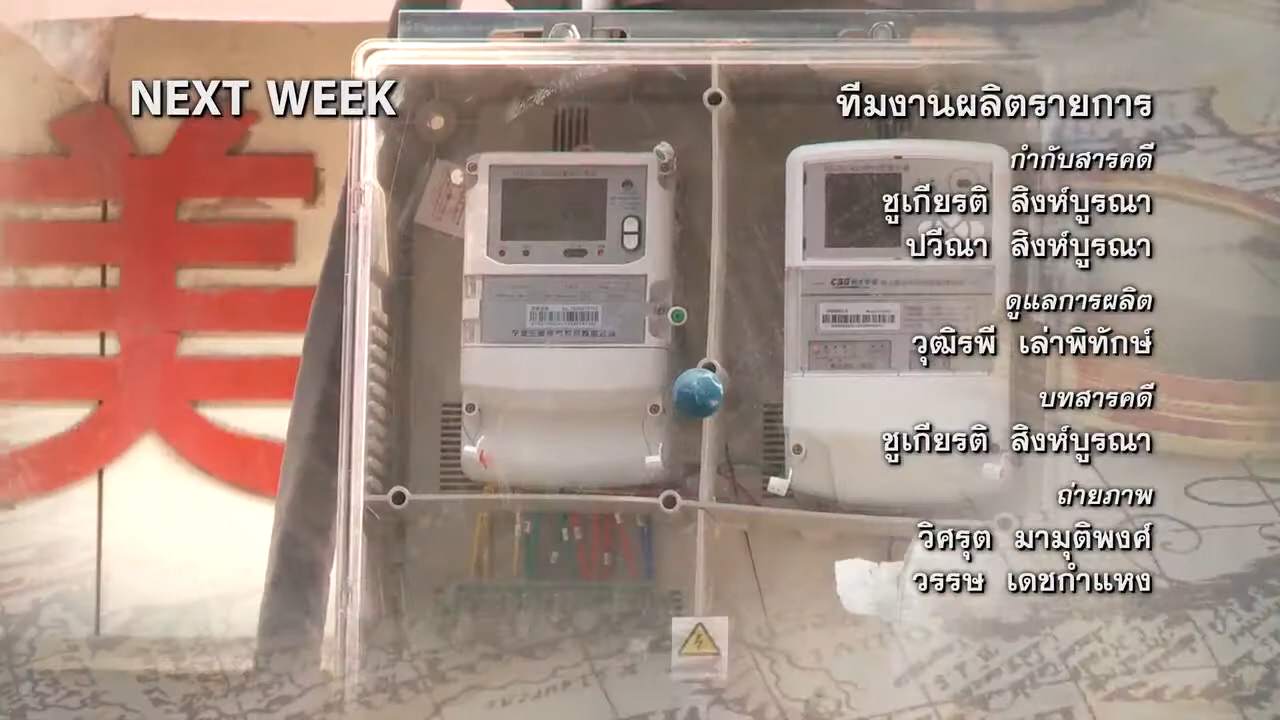 NEXT WEEK
美
CSG
ทีมงานผลิตรายการ
กำกับสารคดี
ชูเกียรติ สิงห์บูรณา
ปวีณา สิงห์บูรณา
ดูแลการผลิต
วุฒิรพี เล่าพิทักษ์
บทสารคดี
ชูเกียรติ สิงห์บูรณา
ถ่ายภาพ
วิศรุต มามุติพงศ์
วรรษ เดชกำแหง